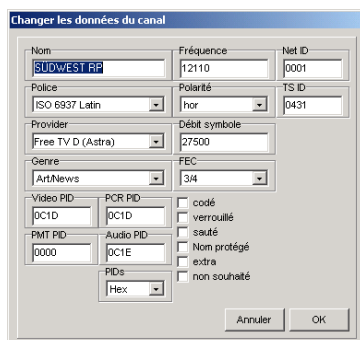 Changer les données du canal
Nom Fréquence Net ID
SÜDWEST RP 12110 0001
Police Polarité TS ID
ISO 6937 Latin hor 0431
Provider Débit symbole
Free TV D (Astra) 27500
Genre FEC
Art/News 3/4
Video PID PCR PID
0C1D 0C1D
codé
verrouillé
PMT PID Audio PID
0000 0C1E
sauté
Nom protégé
extra
PIDs
Hex
non souhaité
Annuler OK